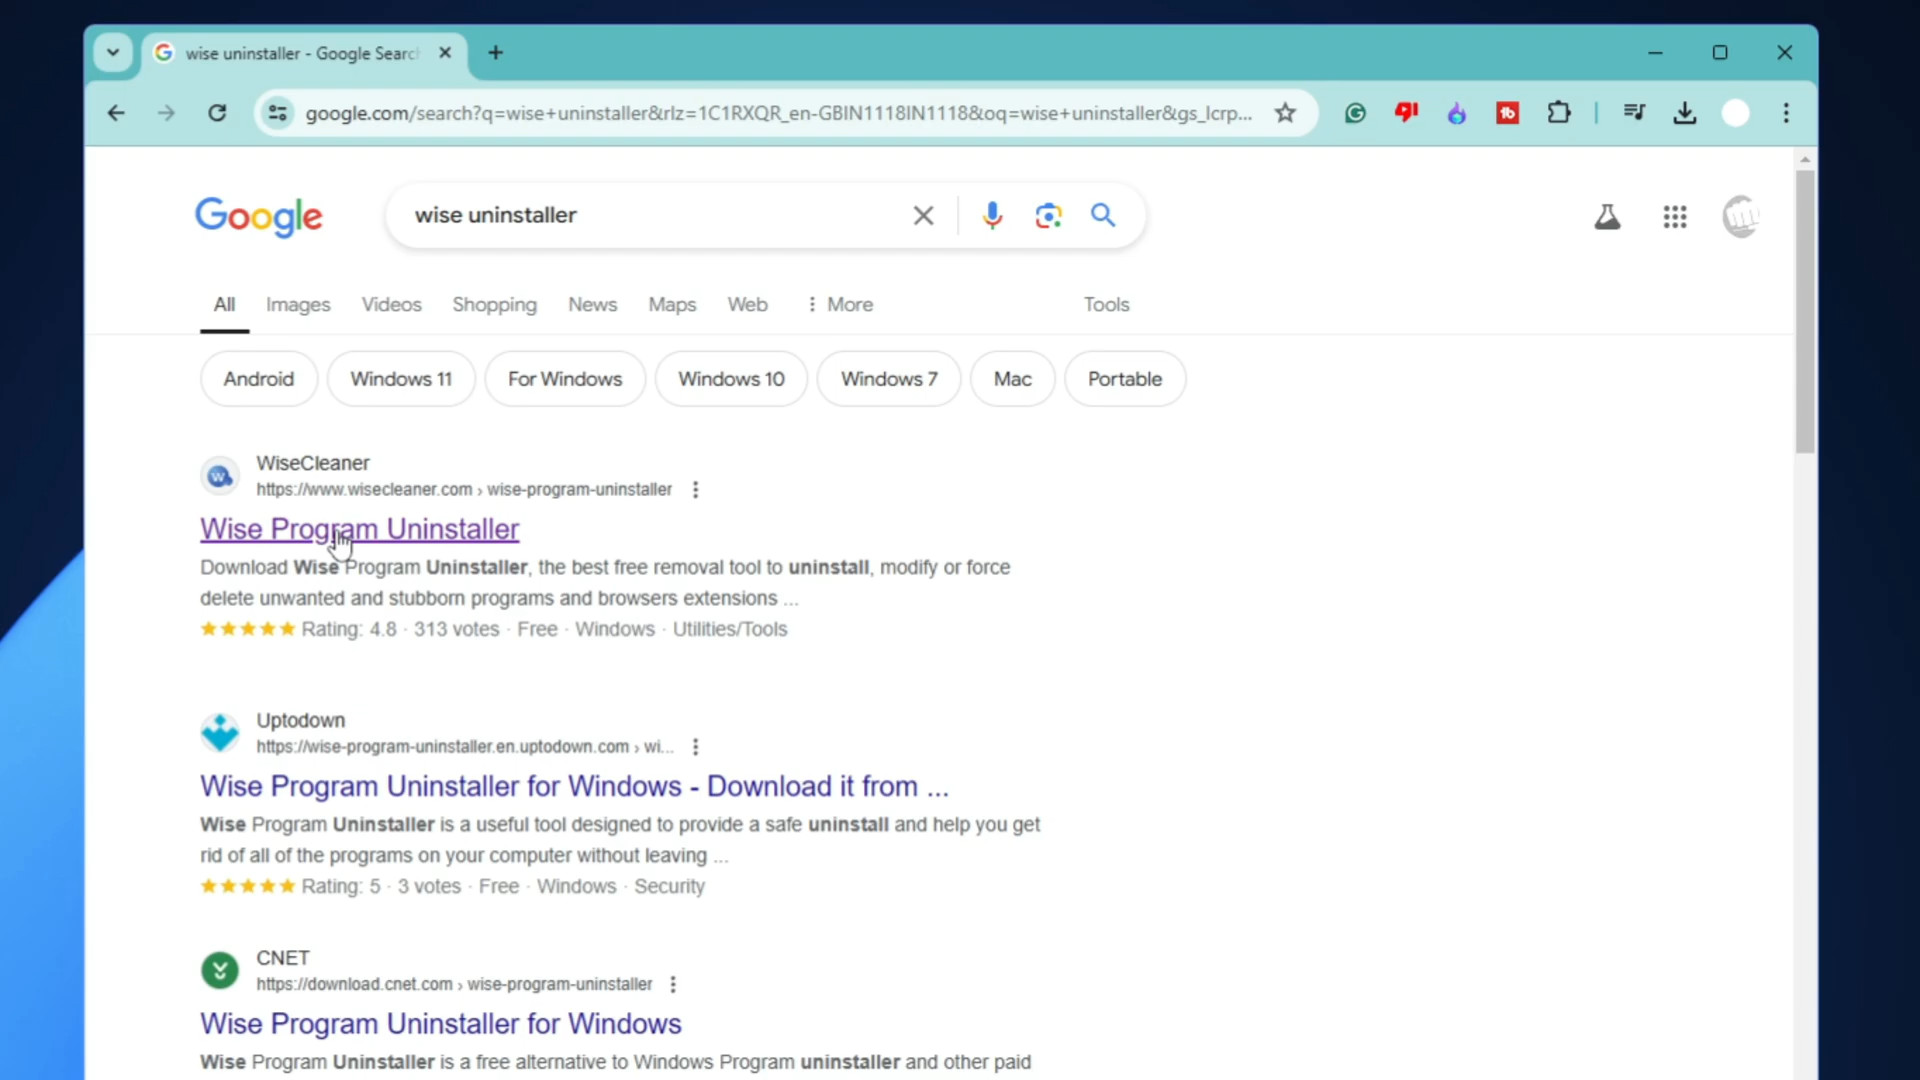 wise uninstaller - Google Searc
google.com/search?q=wise+uninstaller&rlz=1C1RXQR_en-GBIN1118IN1118&oq=wise+uninstaller&gs_lcrp...
Google
wise uninstaller
All Images Videos Shopping News Maps Web More Tools
Android Windows 11 For Windows Windows 10 Windows 7 Mac Portable
WiseCleaner
https://www.wisecleaner.com › wise-program-uninstaller
Wise Program Uninstaller
Download Wise Program Uninstaller, the best free removal tool to uninstall, modify or force
delete unwanted and stubborn programs and browsers extensions ...
Rating: 4.8 · 313 votes · Free · Windows · Utilities/Tools
Uptodown
https://wise-program-uninstaller.en.uptodown.com › wi...
Wise Program Uninstaller for Windows - Download it from ...
Wise Program Uninstaller is a useful tool designed to provide a safe uninstall and help you get
rid of all of the programs on your computer without leaving ...
Rating: 5 · 3 votes · Free · Windows · Security
CNET
https://download.cnet.com › wise-program-uninstaller
Wise Program Uninstaller for Windows
Wise Program Uninstaller is a free alternative to Windows Program uninstaller and other paid